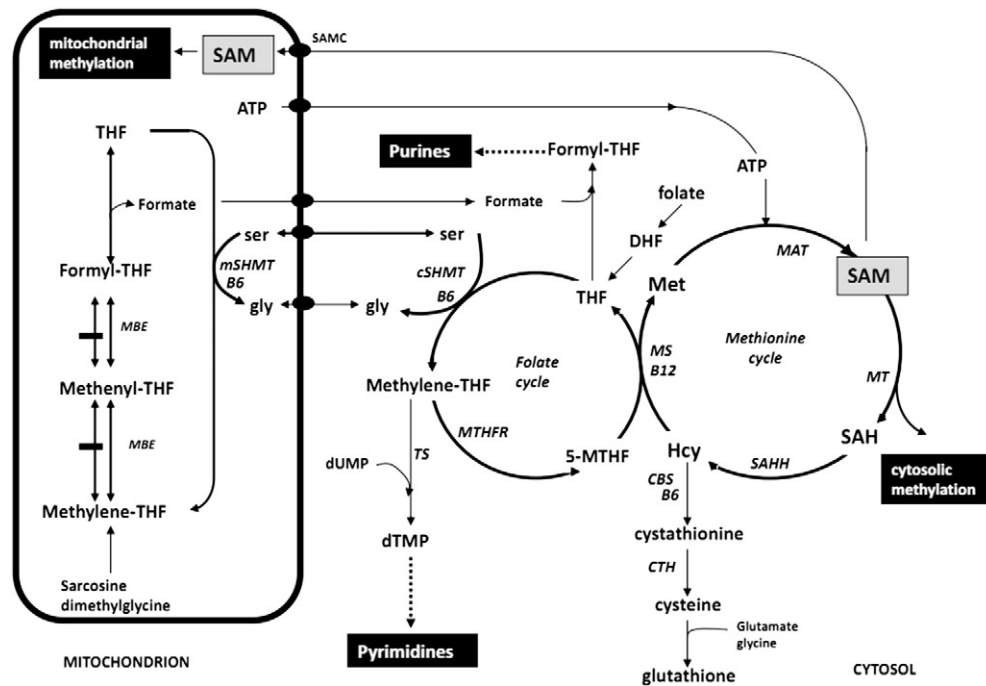 mitochondrial
methylation
SAM
SAMC
ATP
THF
Purines
Formyl-THF
ATP
Formate
Formate
folate
ser
ser
DHF
MAT
mSHMT
B6
cSHMT
B6
Formyl-THF
gly
gly
THF
Met
SAM
MBE
Folate
cycle
MS
B12
Methionine
cycle
Methenyl-THF
Methylene-THF
MT
MTHFR
MBE
TS
dUMP
5-MTHF
Hcy
SAHH
SAH
CBS
B6
cytosolic
methylation
Methylene-THF
dTMP
cystathionine
CTH
Sarcosine
dimethylglycine
cysteine
Glutamate
glycine
Pyrimidines
glutathione
MITOCHONDRION
CYTOSOL